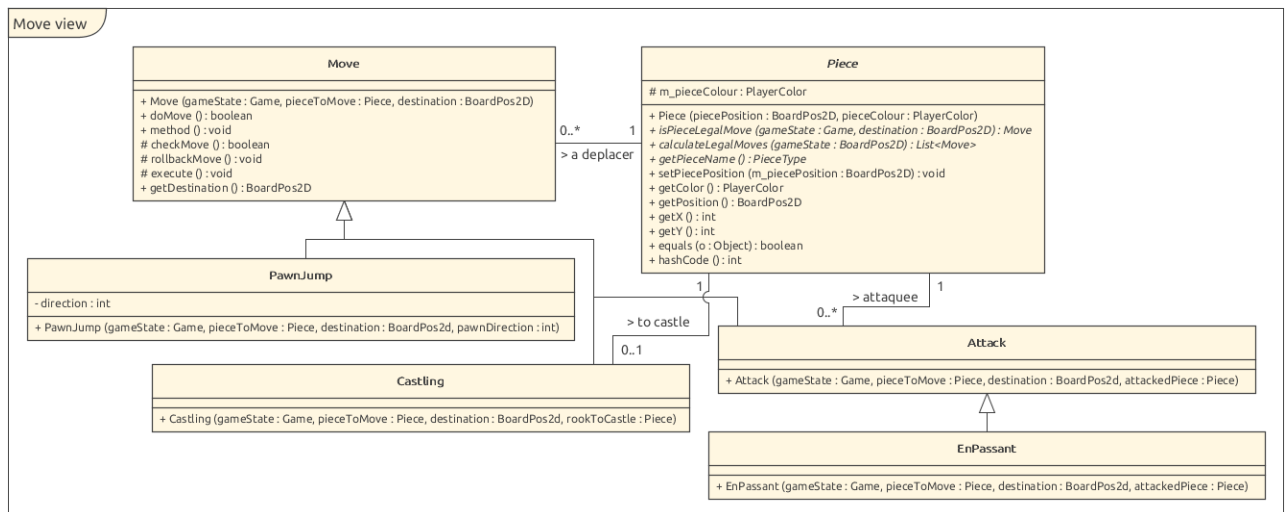 Move view
Move
+ Move (gameState : Game, pieceToMove : Piece, destination : BoardPos2D)
+ doMove () : boolean
+ method () : void
# checkMove () : boolean
# rollbackMove () : void
# execute () : void
+ getDestination () : BoardPos2D
0..*
1
> a deplacer
Piece
# m_pieceColour : PlayerColor
+ Piece (piecePosition : BoardPos2D, pieceColour : PlayerColor)
+ isPieceLegalMove (gameState : Game, destination : BoardPos2D) : Move
+ calculateLegalMoves (gameState : BoardPos2D) : List<Move>
+ getPieceName () : PieceType
+ setPiecePosition (m_piecePosition : BoardPos2D) : void
+ getColor () : PlayerColor
+ getPosition () : BoardPos2D
+ getX () : int
+ getY () : int
+ equals (o : Object) : boolean
+ hashCode () : int
PawnJump
- direction : int
+ PawnJump (gameState : Game, pieceToMove : Piece, destination : BoardPos2d, pawnDirection : int)
1
> to castle
0..1
1
> attaquee
0..*
Castling
+ Castling (gameState : Game, pieceToMove : Piece, destination : BoardPos2d, rookToCastle : Piece)
Attack
+ Attack (gameState : Game, pieceToMove : Piece, destination : BoardPos2d, attackedPiece : Piece)
EnPassant
+ EnPassant (gameState : Game, pieceToMove : Piece, destination : BoardPos2d, attackedPiece : Piece)